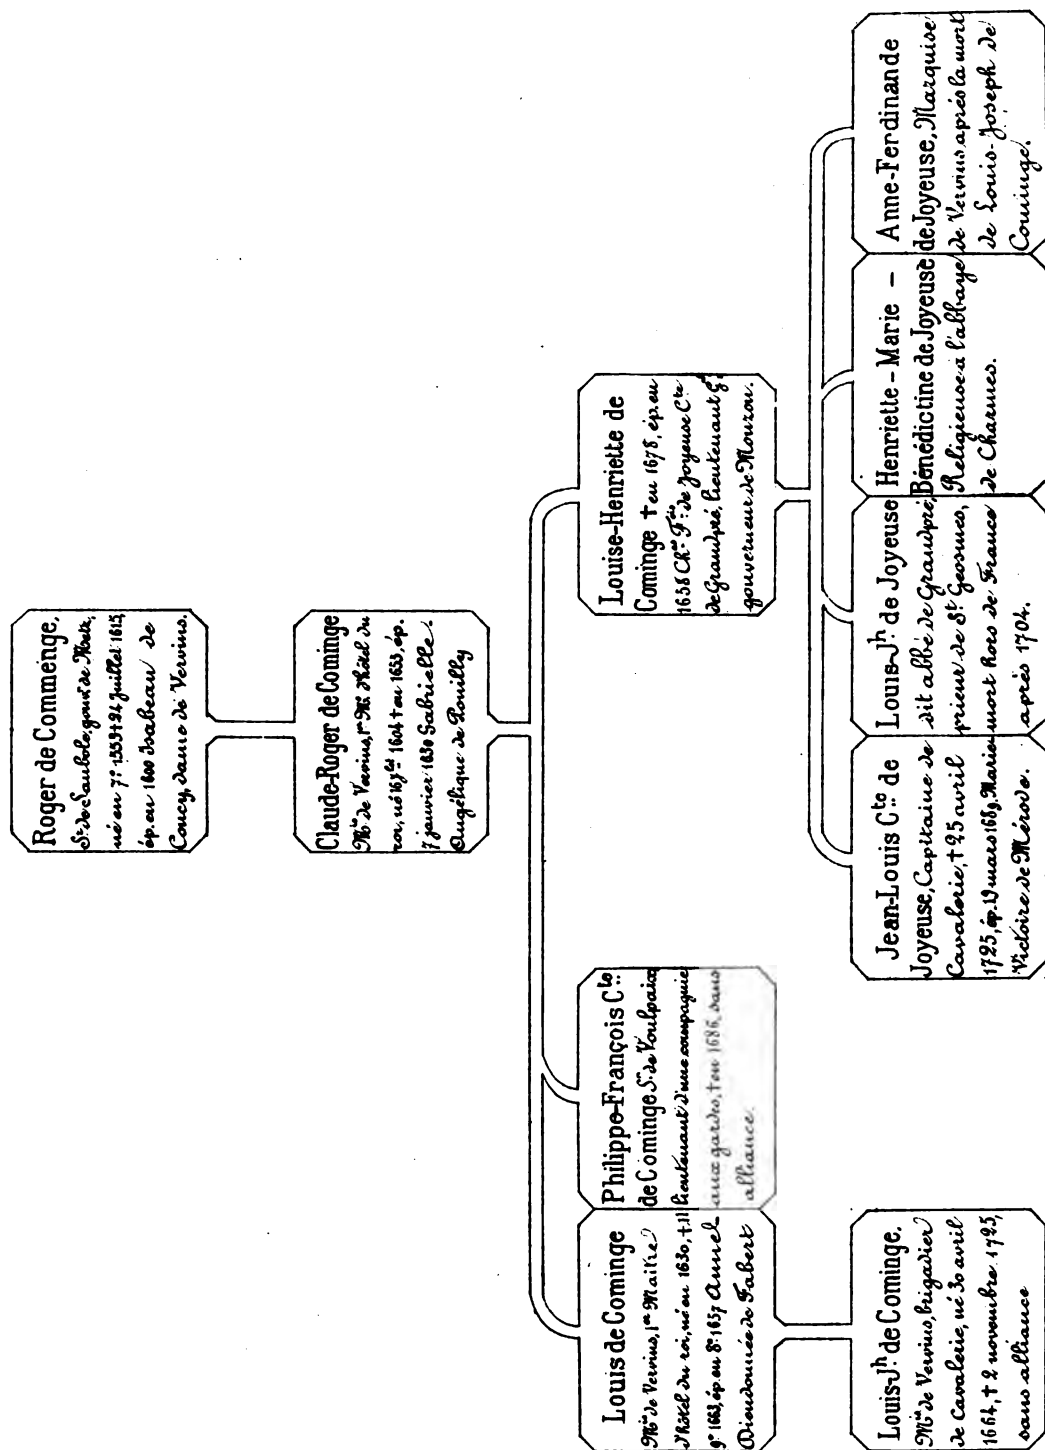 Roger de Commenge,
Sr. de Saubole, gouvr. de Metz,
né en 7e 1553 † 24 Juillet 1615,
ép. en 1600 Isabeau de
Coucy, dame de Vervins.
Claude-Roger de Cominge
Mis de Vervins, 1er Me d'hôtel du
roi, né 1604 † en 1653, ép.
7 janvier 1630 Gabrielle
Angélique de Pouilly
Louis de Cominge
Mis de Vervins, 1er Maître
d'hôtel du roi, né en 1630, † 11
9e 1663, ép. en 8e 1657 Anne
Dieudonnée de Fabert
Philippe-François Cte
de Cominge Sr. de Voulpaix
lieutenant d'une compagnie
aux gardes, † en 1686, sans
alliance.
Louise-Henriette de
Cominge † en 1678, ép. en
1658 Ch. F. de Joyeuse Cte
de Grandpré, lieutenant Gl
gouverneur de Mouzon.
Louis-Jh. de Cominge.
Mis de Vervins, brigadier
de Cavalerie, né 30 avril
1664, † 2 novembre 1725,
sans alliance
Jean-Louis Cte de
Joyeuse, Capitaine de
Cavalerie, † 25 avril
1725, ép. 19 mars 1689, Marie
Victoire de Mérode.
Louis-Jh. de Joyeuse
dit abbé de Grandpré,
prieur de St. Geosmes,
mort hors de France
après 1704.
Henriette-Marie -
Bénédictine de Joyeuse
Religieuse à l'abbaye
de Charmes.
Anne-Ferdinande
de Joyeuse, Marquise
de Vervins après la mort
de Louis-Joseph de
Cominge.